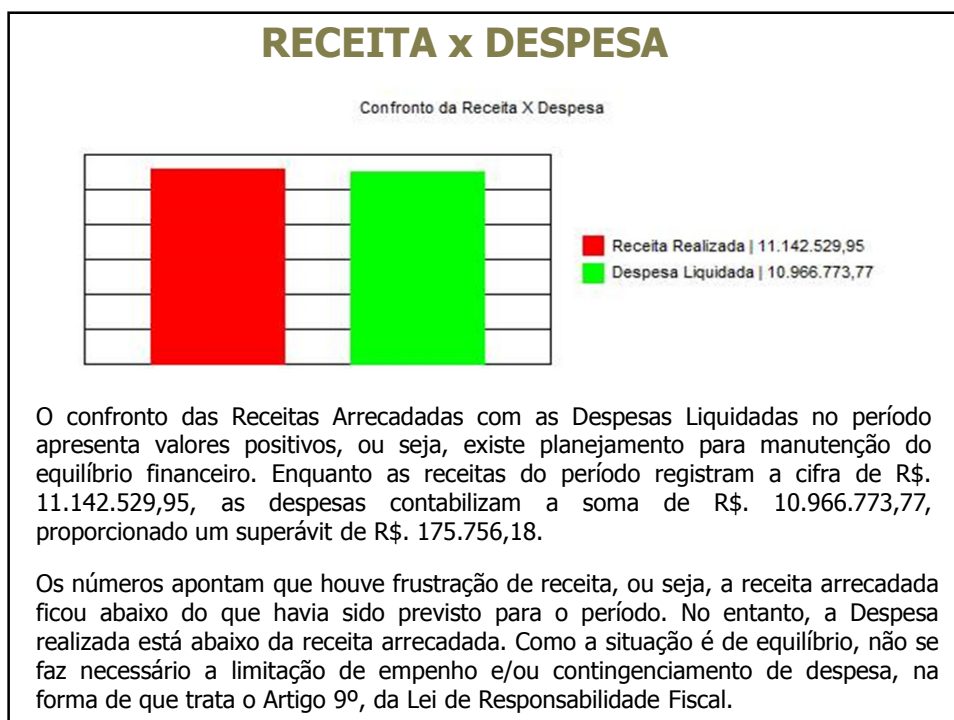 RECEITA x DESPESA
Confronto da Receita X Despesa
Receita Realizada | 11.142.529,95
Despesa Liquidada | 10.966.773,77
O confronto das Receitas Arrecadadas com as Despesas Liquidadas no período
apresenta valores positivos, ou seja, existe planejamento para manutenção do
equilíbrio financeiro. Enquanto as receitas do período registram a cifra de R$.
11.142.529,95, as despesas contabilizam a soma de R$. 10.966.773,77,
proporcionado um superávit de R$. 175.756,18.
Os números apontam que houve frustração de receita, ou seja, a receita arrecadada
ficou abaixo do que havia sido previsto para o período. No entanto, a Despesa
realizada está abaixo da receita arrecadada. Como a situação é de equilíbrio, não se
faz necessário a limitação de empenho e/ou contingenciamento de despesa, na
forma de que trata o Artigo 9º, da Lei de Responsabilidade Fiscal.